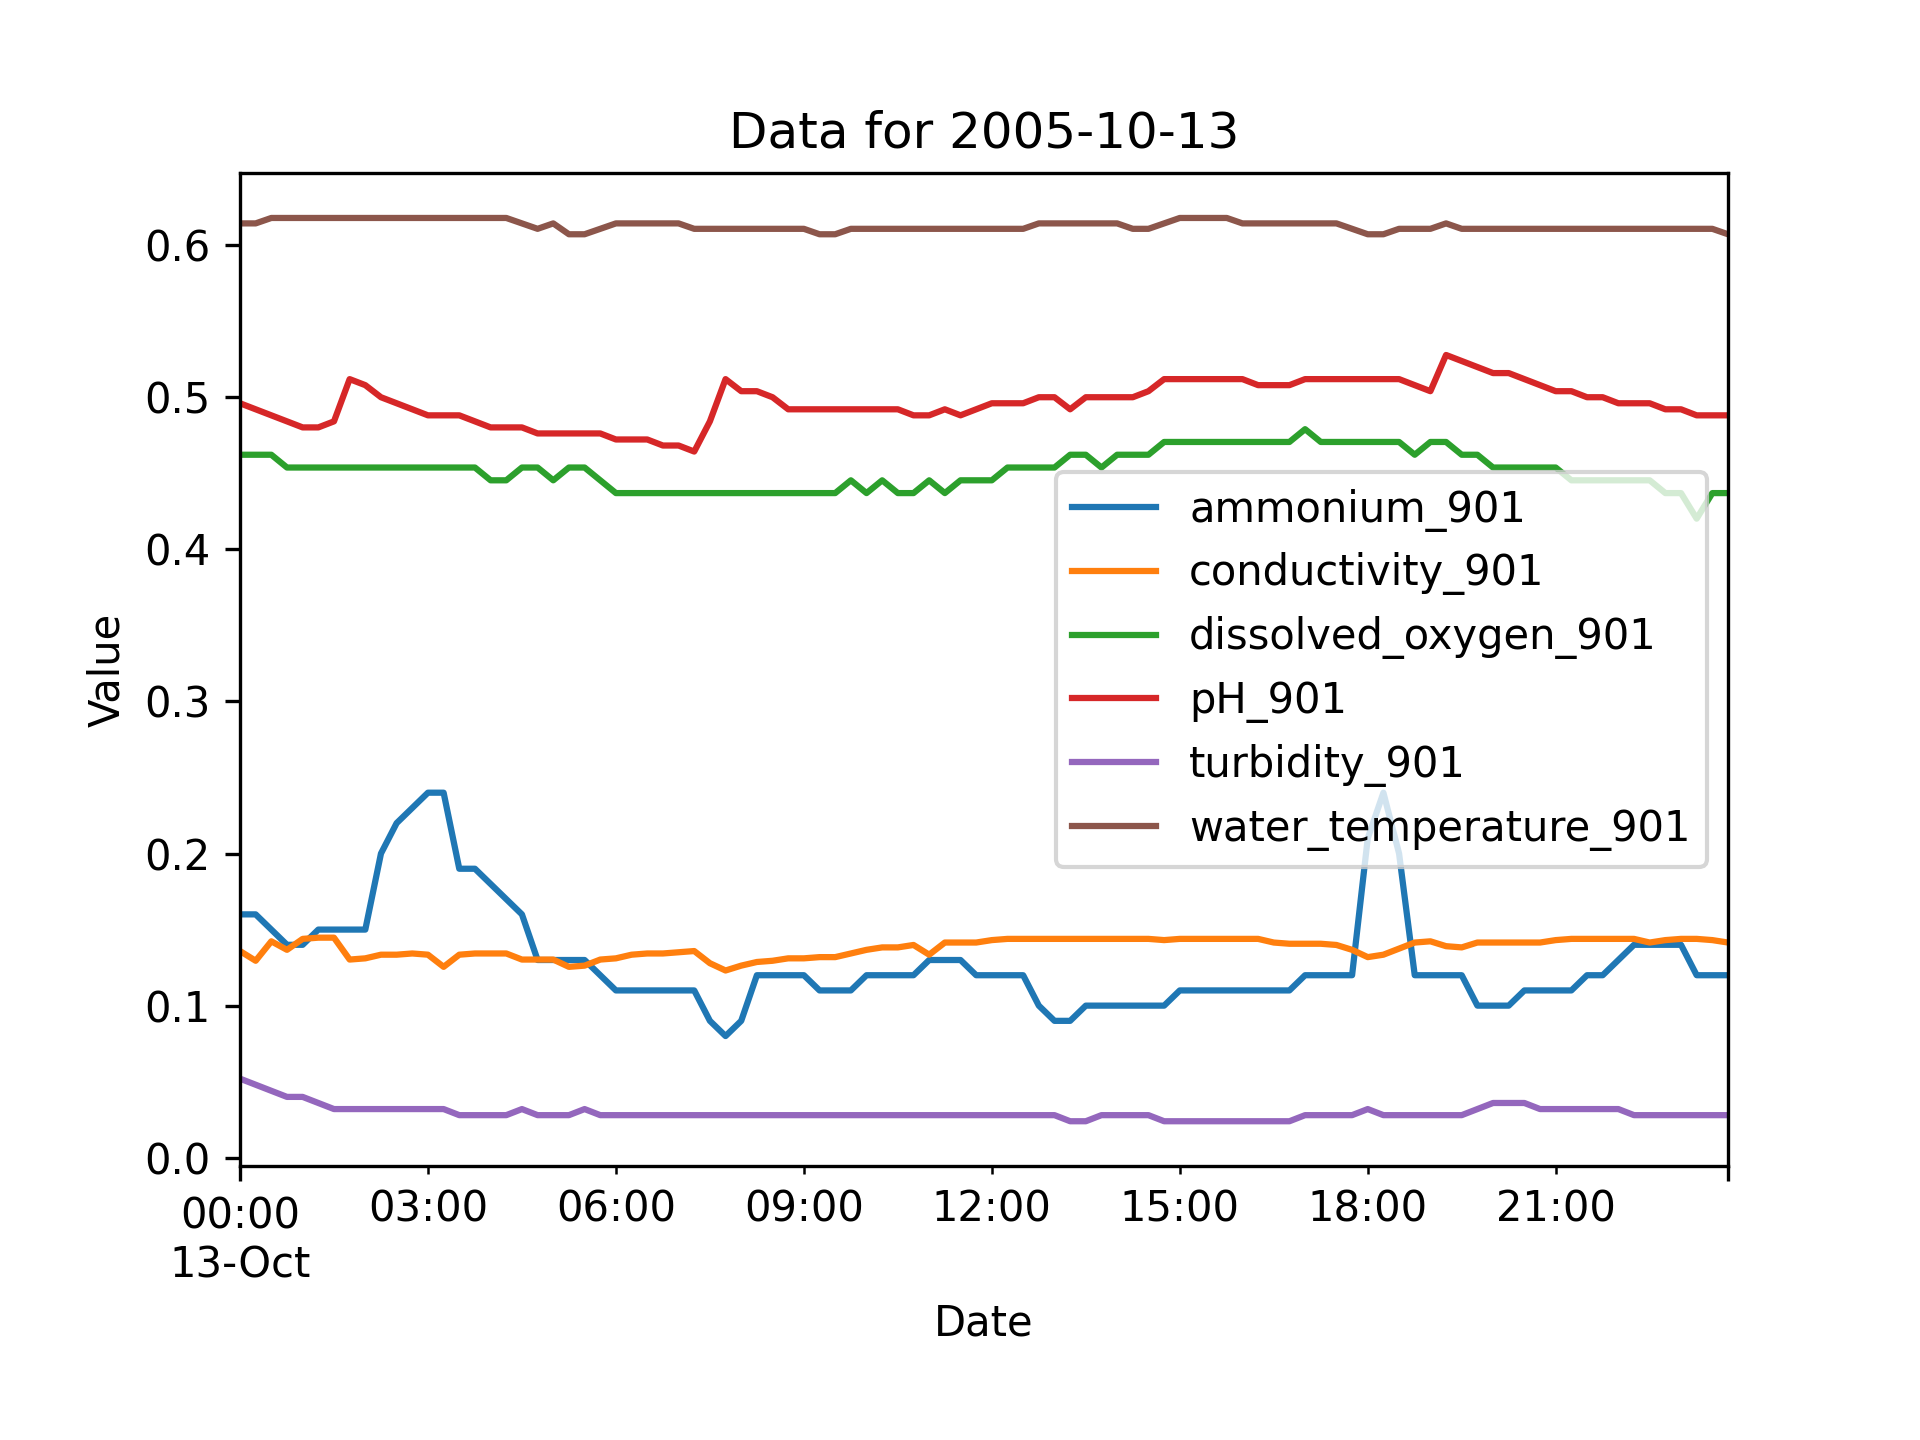 Data for 2005-10-13
Value
0.6
0.5
0.4
0.3
0.2
0.1
0.0
ammonium_901
conductivity_901
dissolved_oxygen_901
pH_901
turbidity_901
water_temperature_901
00:00 03:00 06:00 09:00 12:00 15:00 18:00 21:00
13-Oct
Date